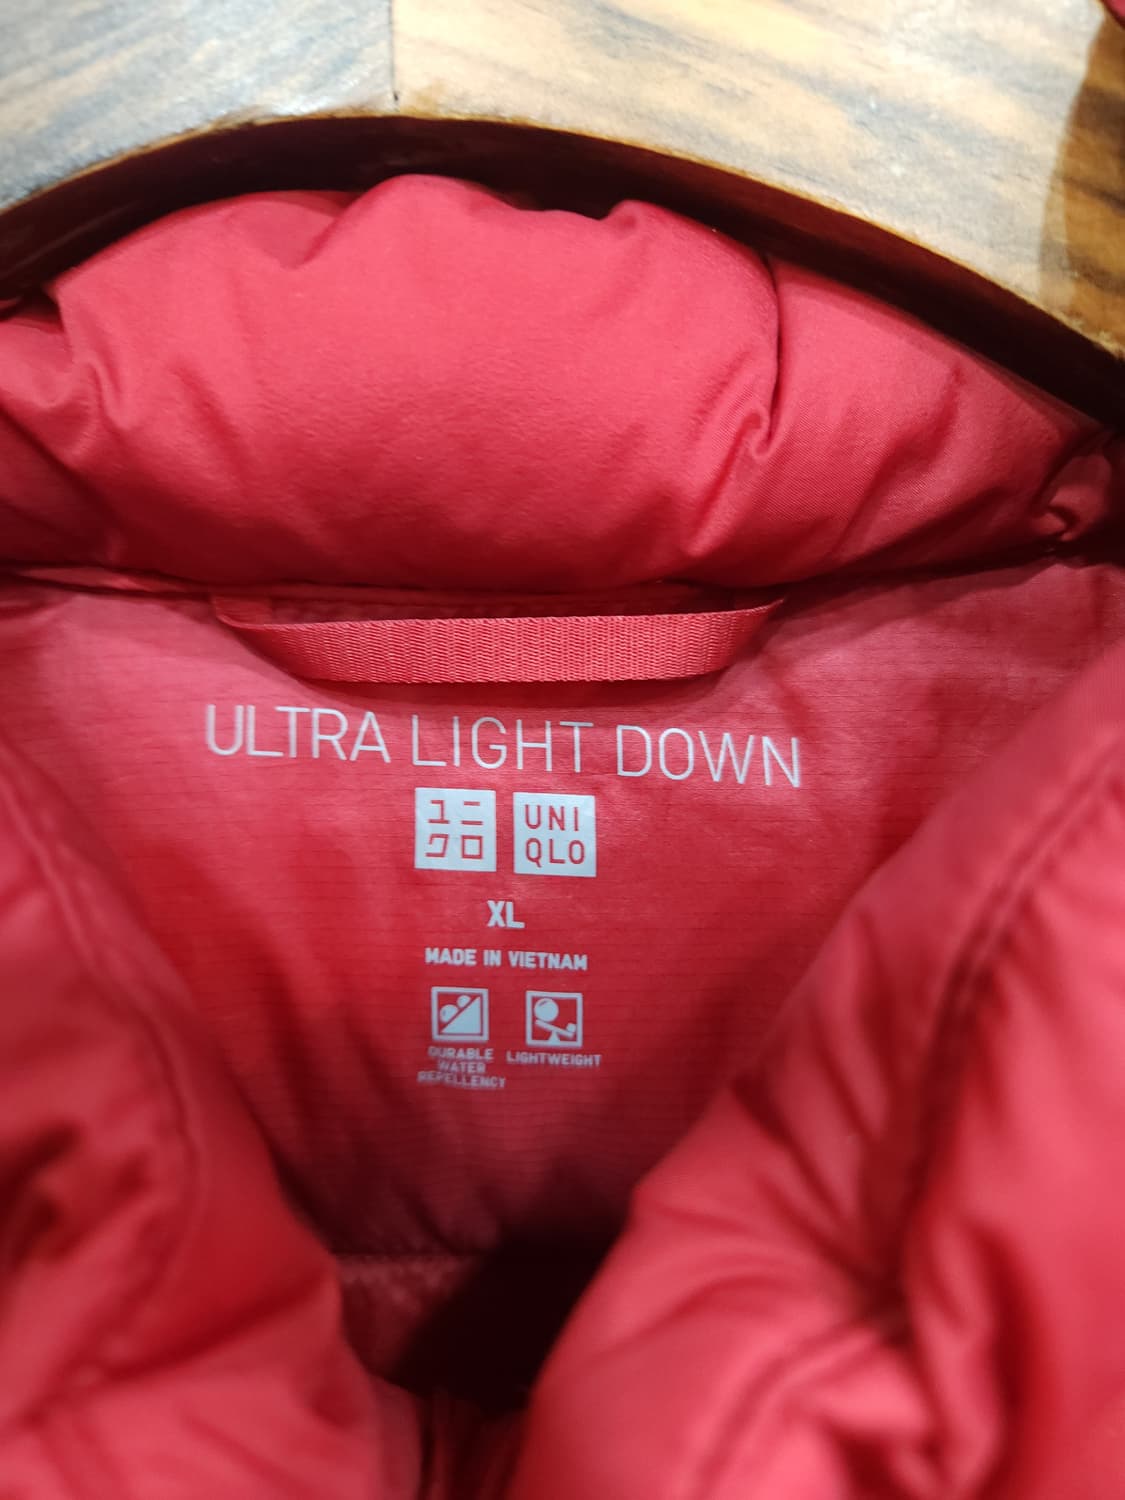 ULTRA LIGHT DOWN
ユニ UNI
クロ QLO
XL
MADE IN VIETNAM
DURABLE LIGHTWEIGHT
WATER
REPELLENCY